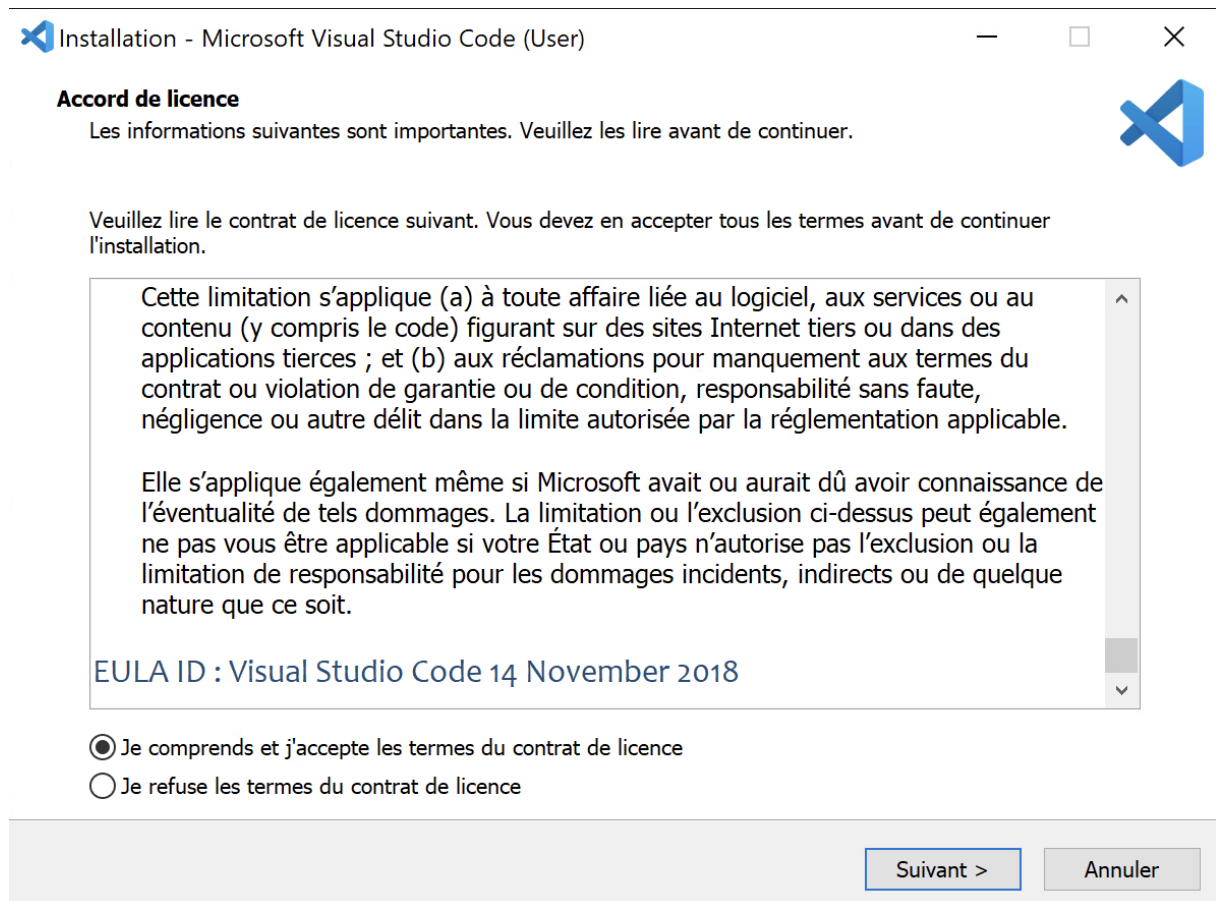 Installation - Microsoft Visual Studio Code (User)
Accord de licence
Les informations suivantes sont importantes. Veuillez les lire avant de continuer.
Veuillez lire le contrat de licence suivant. Vous devez en accepter tous les termes avant de continuer
l'installation.
Cette limitation s’applique (a) à toute affaire liée au logiciel, aux services ou au
contenu (y compris le code) figurant sur des sites Internet tiers ou dans des
applications tierces ; et (b) aux réclamations pour manquement aux termes du
contrat ou violation de garantie ou de condition, responsabilité sans faute,
négligence ou autre délit dans la limite autorisée par la réglementation applicable.
Elle s’applique également même si Microsoft avait ou aurait dû avoir connaissance de
l’éventualité de tels dommages. La limitation ou l’exclusion ci-dessus peut également
ne pas vous être applicable si votre État ou pays n’autorise pas l’exclusion ou la
limitation de responsabilité pour les dommages incidents, indirects ou de quelque
nature que ce soit.
EULA ID : Visual Studio Code 14 November 2018
Je comprends et j'accepte les termes du contrat de licence
Je refuse les termes du contrat de licence
Suivant > Annuler